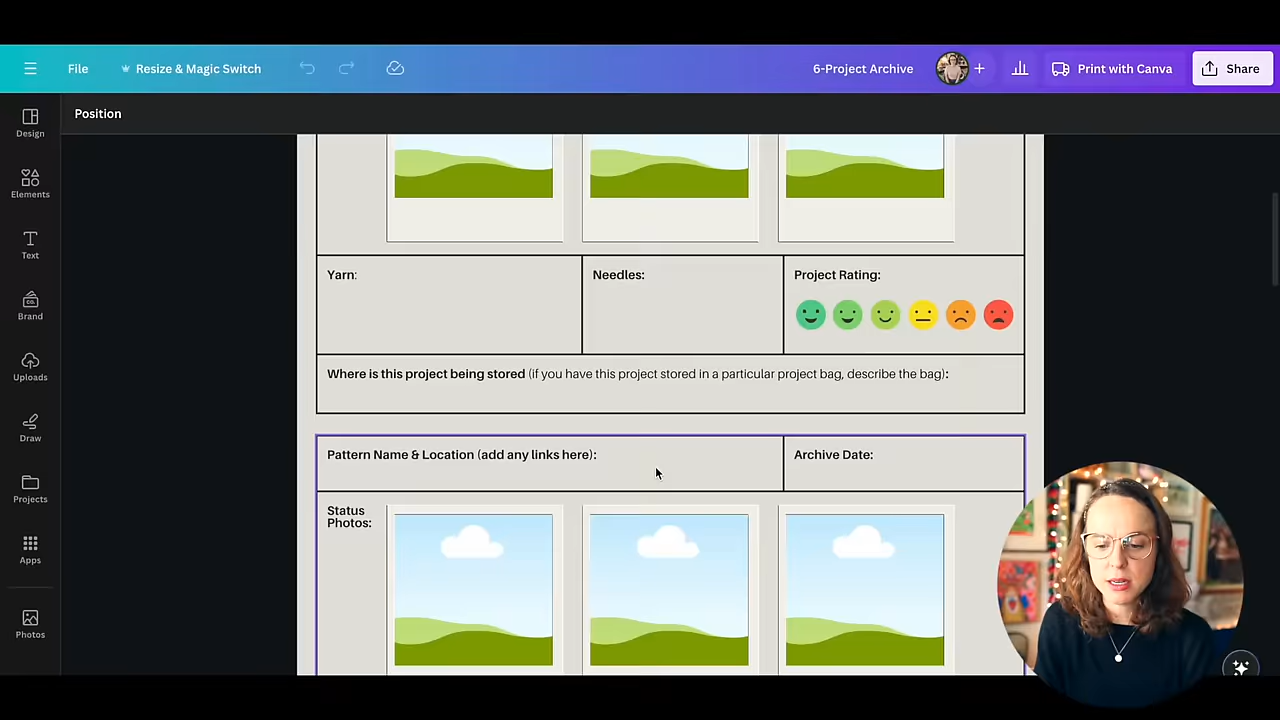 File
Resize & Magic Switch
6-Project Archive
Print with Canva
Share
Design
Position
Elements
Text
Brand
Uploads
Draw
Projects
Apps
Photos
Yarn:
Needles:
Project Rating:
Where is this project being stored (if you have this project stored in a particular project bag, describe the bag):
Pattern Name & Location (add any links here):
Archive Date:
Status
Photos: